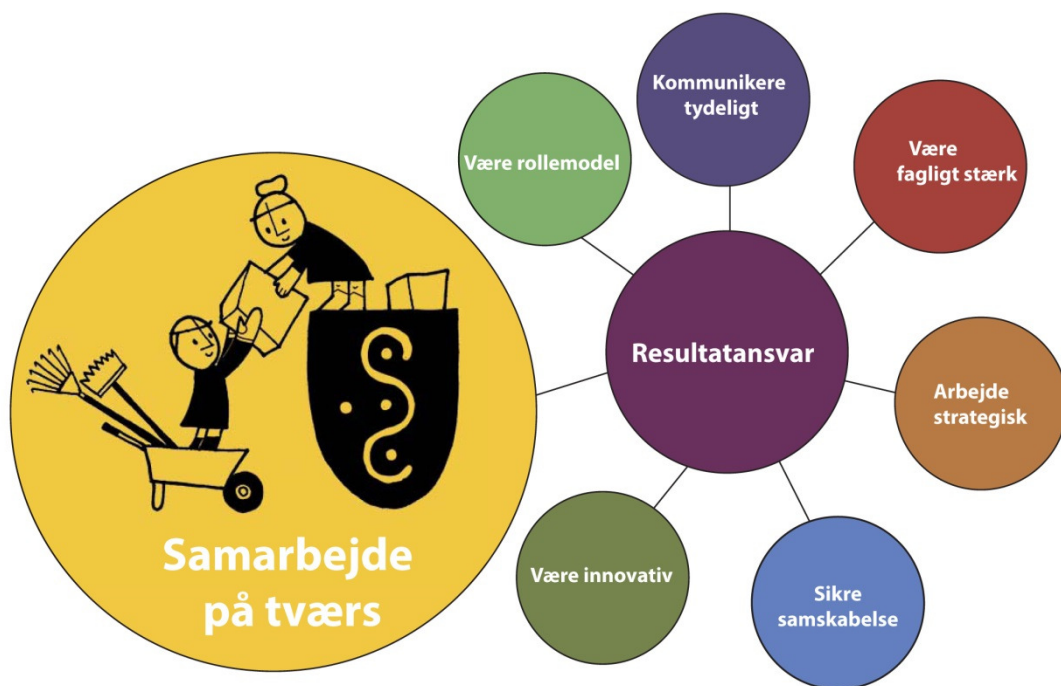 Kommunikere
tydeligt
Være rollemodel
Være
fagligt stærk
Resultatansvar
Arbejde
strategisk
Samarbejde
på tværs
Være innovativ
Sikre
samskabelse